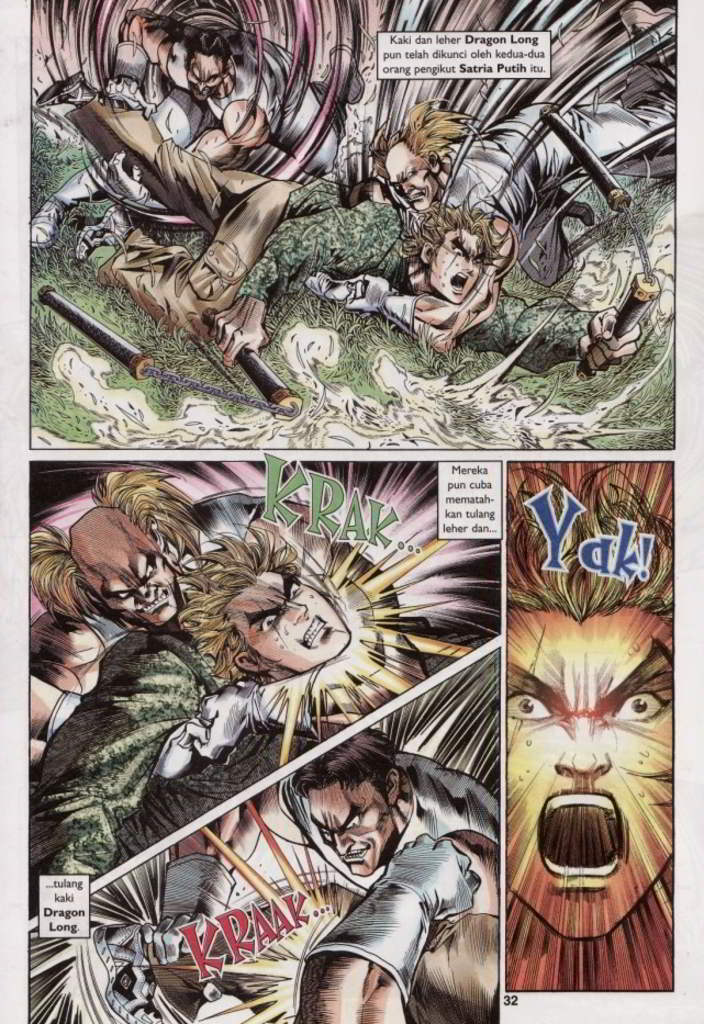 Kaki dan leher Dragon Long
pun telah dikunci oleh kedua-dua
orang pengikut Satria Putih itu.
KRAK...
Mereka
pun cuba
mematah-
kan tulang
leher dan...
Yak!
...tulang
kaki
Dragon
Long.
KRAAK...
32